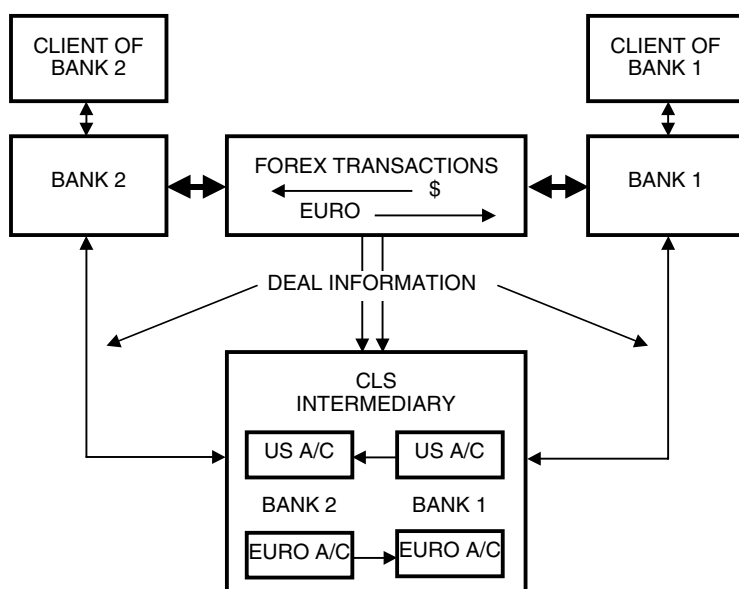 CLIENT OF
BANK 2
CLIENT OF
BANK 1
BANK 2
FOREX TRANSACTIONS
$
EURO
BANK 1
DEAL INFORMATION
CLS
INTERMEDIARY
US A/C
US A/C
BANK 2
BANK 1
EURO A/C
EURO A/C